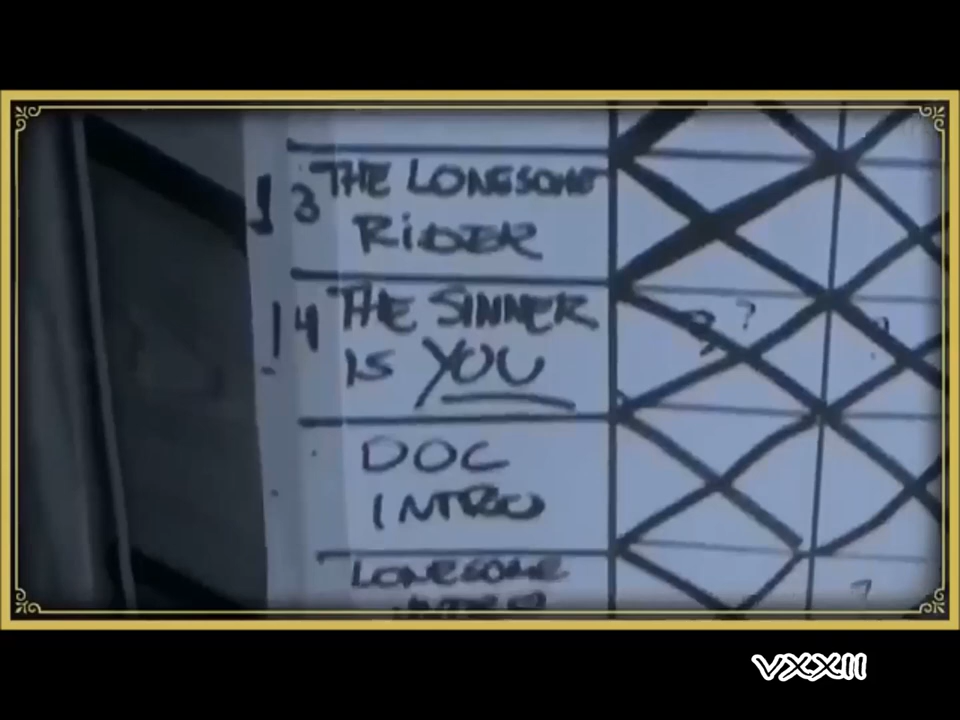 13 THE LONESOME
RIDER
14 THE SINNER
IS YOU
? ?
DOC
INTRO
LONESOME
?
VXXII